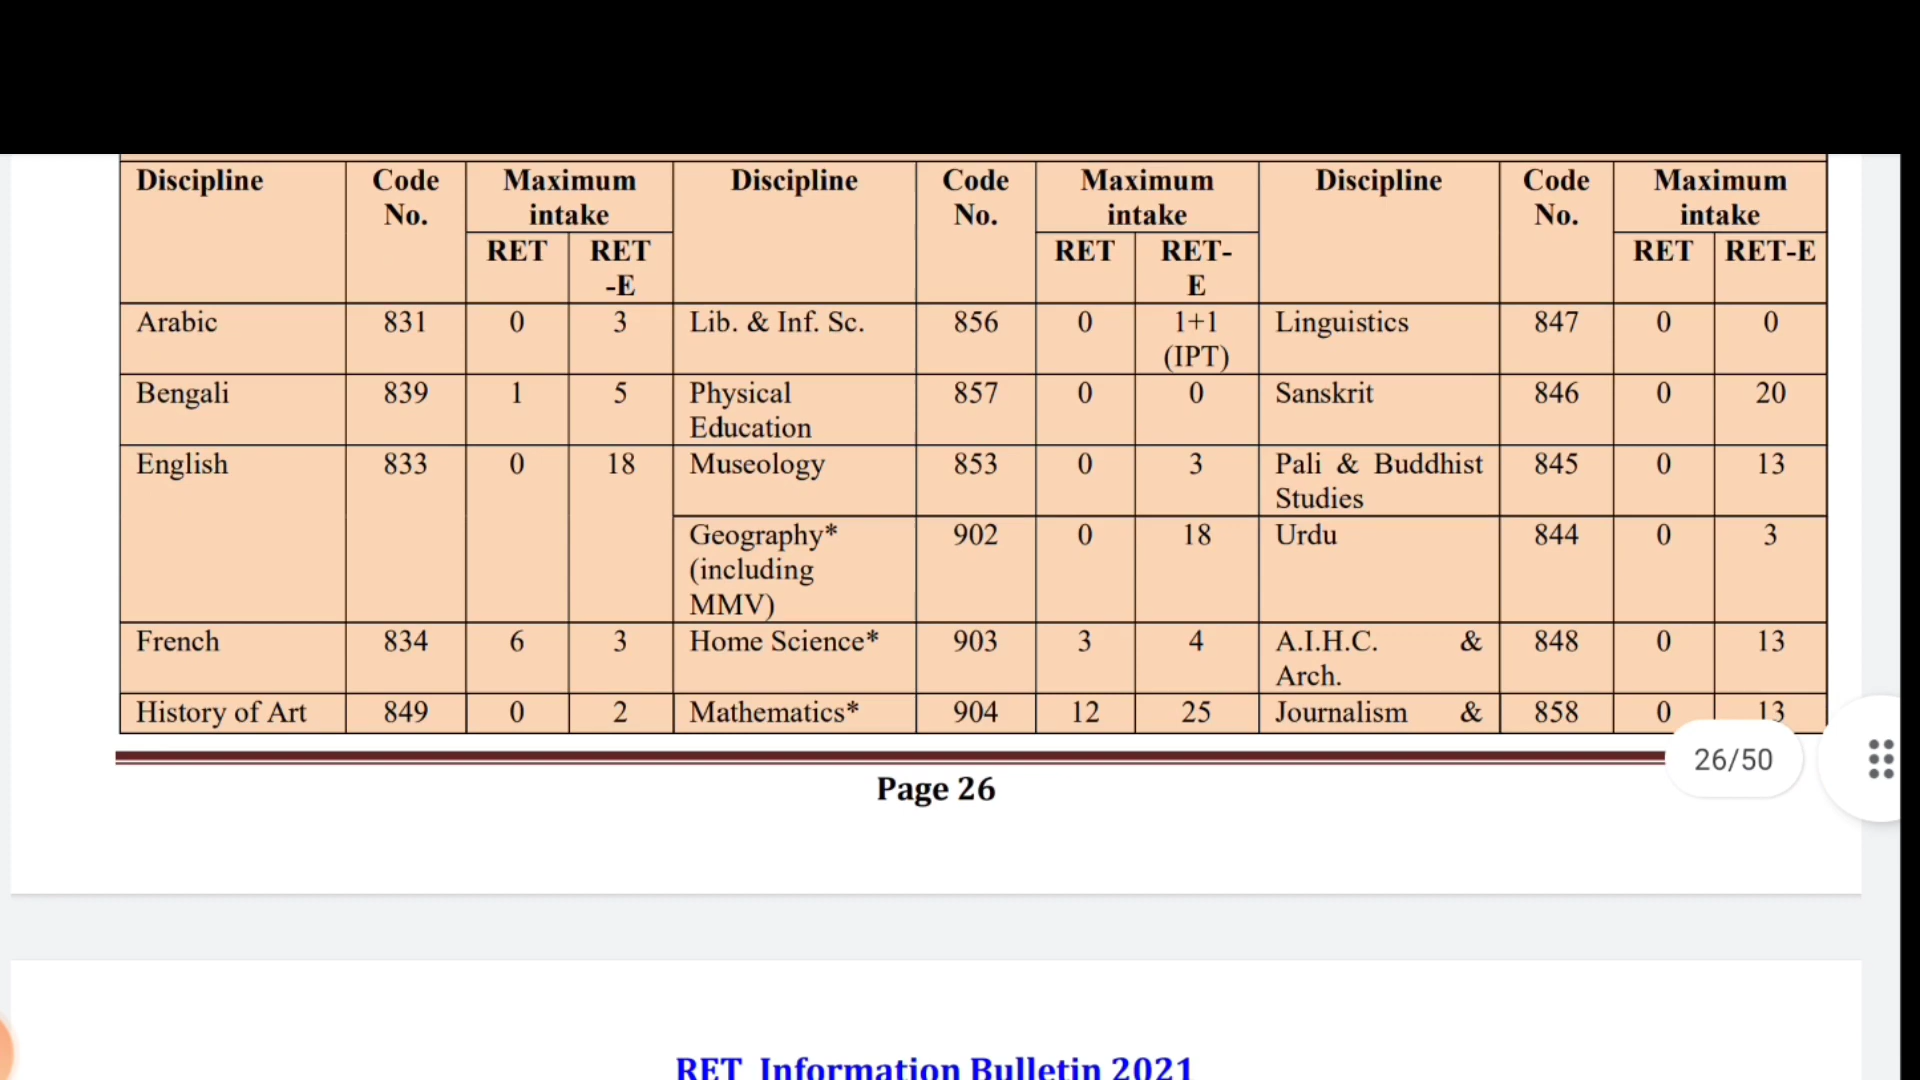 Discipline Code No. Maximum intake Discipline Code No. Maximum intake Discipline Code No. Maximum intake
RET RET -E RET RET- E RET RET-E
Arabic 831 0 3 Lib. & Inf. Sc. 856 0 1+1 (IPT) Linguistics 847 0 0
Bengali 839 1 5 Physical Education 857 0 0 Sanskrit 846 0 20
English 833 0 18 Museology 853 0 3 Pali & Buddhist Studies 845 0 13
Geography* (including MMV) 902 0 18 Urdu 844 0 3
French 834 6 3 Home Science* 903 3 4 A.I.H.C. & Arch. 848 0 13
History of Art 849 0 2 Mathematics* 904 12 25 Journalism & 858 0 13
26/50
Page 26
RET Information Bulletin 2021